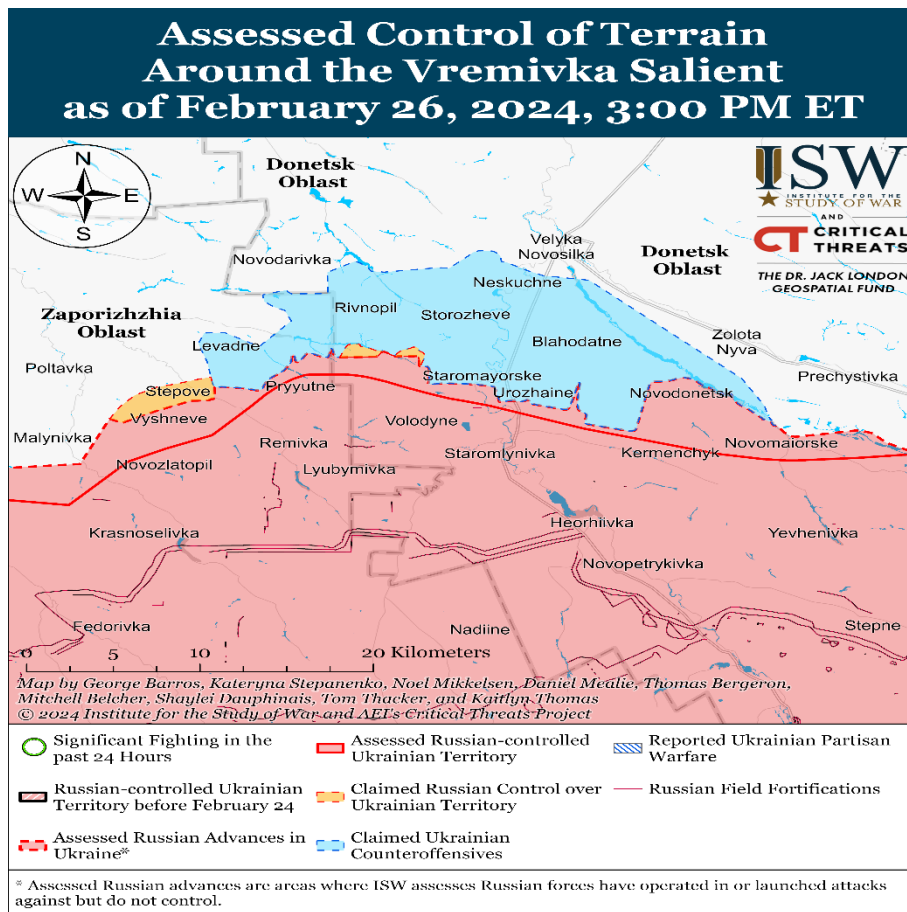 Assessed Control of Terrain
Around the Vremivka Salient
as of February 26, 2024, 3:00 PM ET
N
W E
S
Donetsk
Oblast
ISW
INSTITUTE FOR THE
STUDY OF WAR
AND
CT CRITICAL
THREATS
THE DR. JACK LONDON
GEOSPATIAL FUND
Velyka
Novosilka
Novodarivka
Donetsk
Oblast
Neskuchne
Rivnopil
Storozheve
Zaporizhzhia
Oblast
Blahodatne
Zolota
Nyva
Levadne
Poltavka
Prechystivka
Staromayorske
Pryyutne
Stepove
Urozhaine
Novodonetsk
Vyshneve
Volodyne
Malynivka
Remivka
Novomaiorske
Staromlynivka
Kermenchyk
Novozlatopil
Lyubymivka
Krasnoselivka
Heorhiivka
Yevhenivka
Novopetrykivka
Fedorivka
Nadiine
Stepne
0 5 10 20 Kilometers
Map by George Barros, Kateryna Stepanenko, Noel Mikkelsen, Daniel Mealie, Thomas Bergeron,
Mitchell Belcher, Shaylei Dauphinais, Tom Thacker, and Kaitlyn Thomas
© 2024 Institute for the Study of War and AEI's Critical Threats Project
Significant Fighting in the
past 24 Hours
Assessed Russian-controlled
Ukrainian Territory
Reported Ukrainian Partisan
Warfare
Russian-controlled Ukrainian
Territory before February 24
Claimed Russian Control over
Ukrainian Territory
Russian Field Fortifications
Assessed Russian Advances in
Ukraine*
Claimed Ukrainian
Counteroffensives
* Assessed Russian advances are areas where ISW assesses Russian forces have operated in or launched attacks
against but do not control.